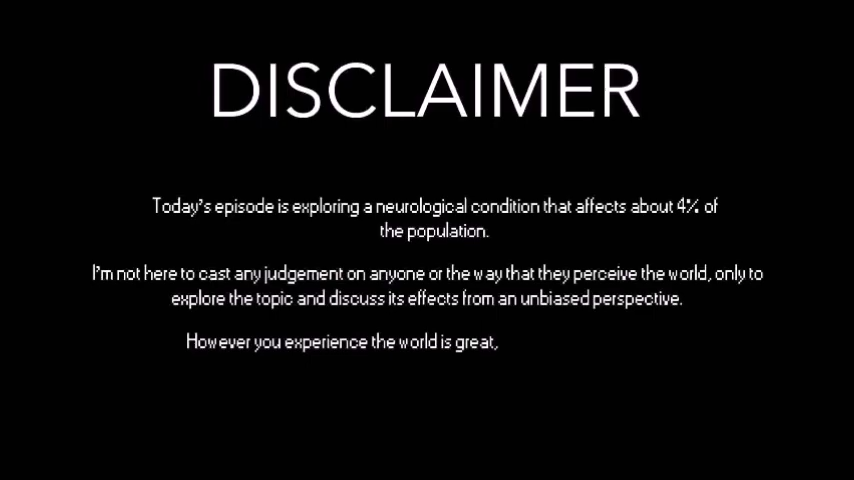 DISCLAIMER
Today's episode is exploring a neurological condition that affects about 4% of
the population.
I'm not here to cast any judgement on anyone or the way that they perceive the world, only to
explore the topic and discuss its effects from an unbiased perspective.
However you experience the world is great,